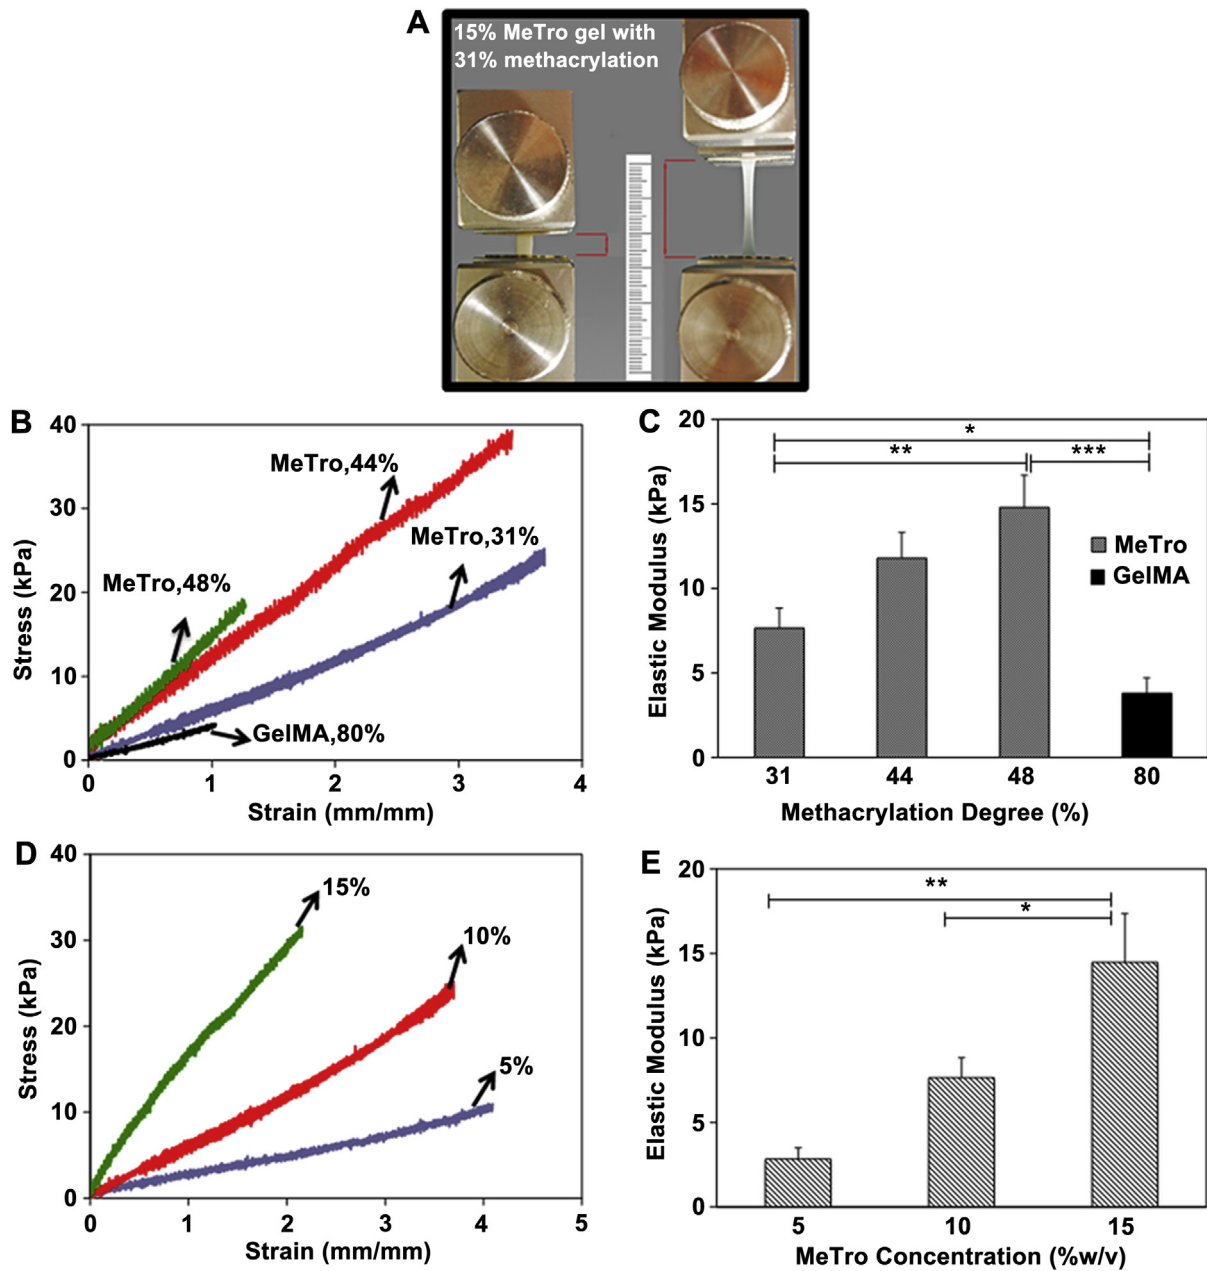 A
15% MeTro gel with
31% methacrylation
B
40
30
20
10
0
Stress (kPa)
MeTro,44%
MeTro,31%
MeTro,48%
GelMA,80%
0 1 2 3 4
Strain (mm/mm)
C
20
15
10
5
0
Elastic Modulus (kPa)
*
** ***
MeTro
GelMA
31 44 48 80
Methacrylation Degree (%)
D
40
30
20
10
0
Stress (kPa)
15%
10%
5%
0 1 2 3 4 5
Strain (mm/mm)
E
20
15
10
5
0
Elastic Modulus (kPa)
**
*
5 10 15
MeTro Concentration (%w/v)